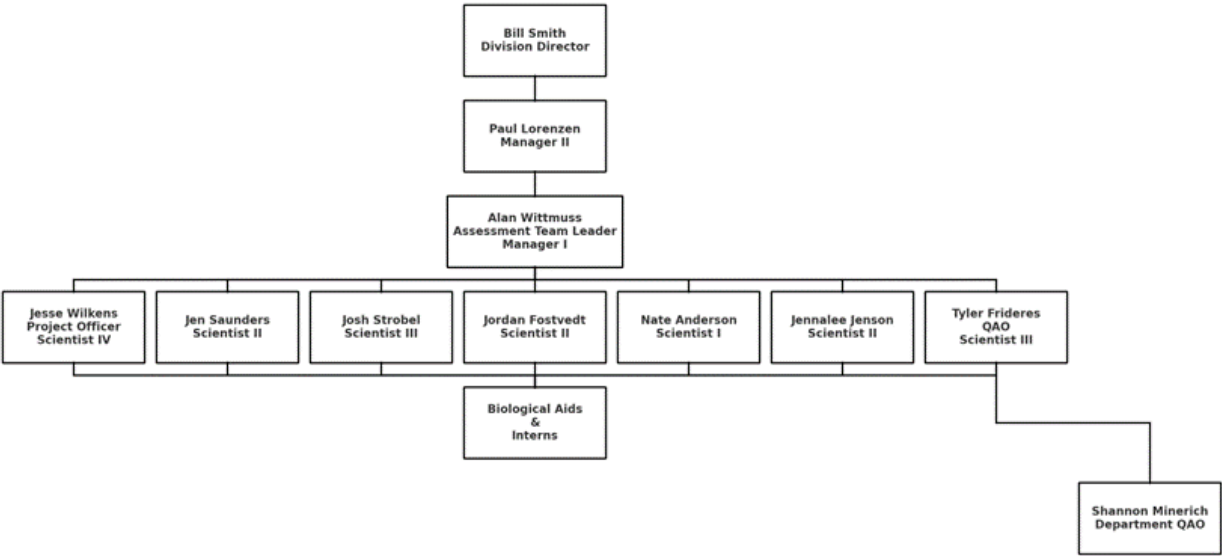 Bill Smith
Division Director
Paul Lorenzen
Manager II
Alan Wittmuss
Assessment Team Leader
Manager I
Jesse Wilkens
Project Officer
Scientist IV
Jen Saunders
Scientist II
Josh Strobel
Scientist III
Jordan Fostvedt
Scientist II
Nate Anderson
Scientist I
Jennalee Jenson
Scientist II
Tyler Frideres
QAO
Scientist III
Biological Aids
&
Interns
Shannon Minerich
Department QAO